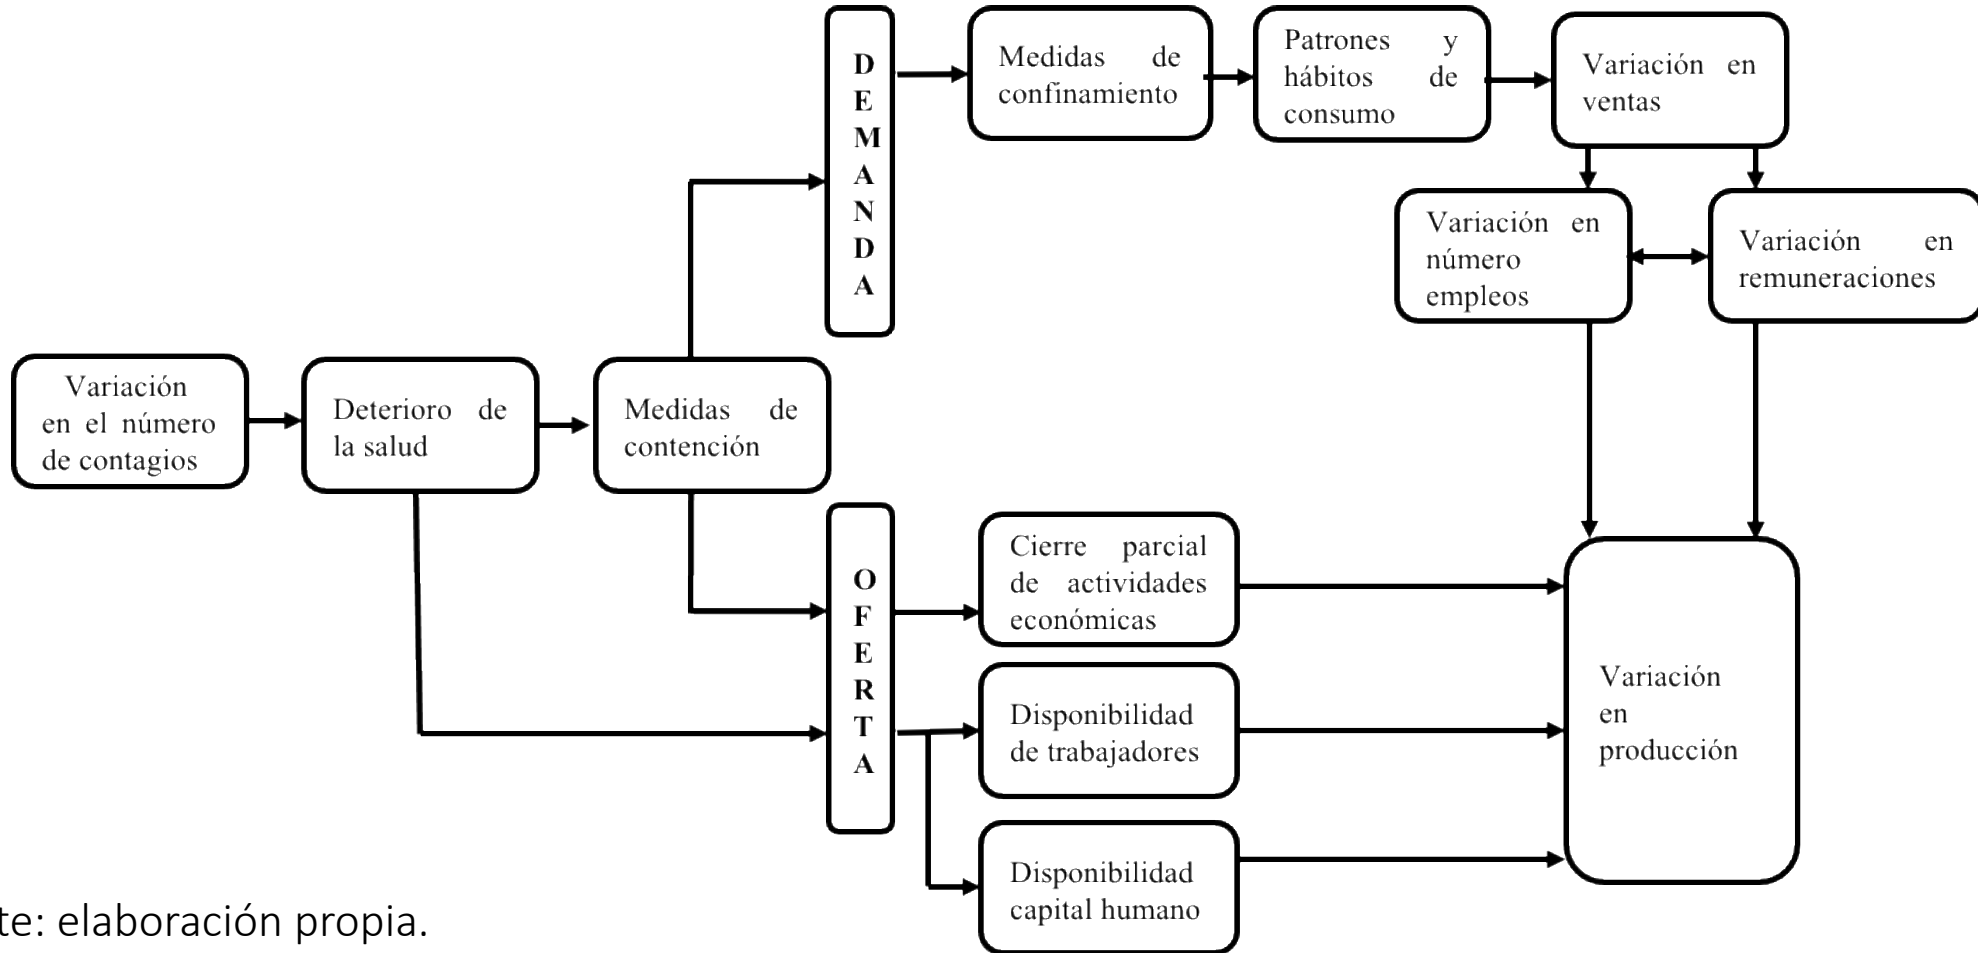 D
E
M
A
N
D
A
Medidas de
confinamiento
Patrones y
hábitos de
consumo
Variación en
ventas
Variación en
número
empleos
Variación en
remuneraciones
Variación
en el número
de contagios
Deterioro de
la salud
Medidas de
contención
O
F
E
R
T
A
Cierre parcial
de actividades
económicas
Disponibilidad
de trabajadores
Disponibilidad
capital humano
Variación
en
producción
te: elaboración propia.